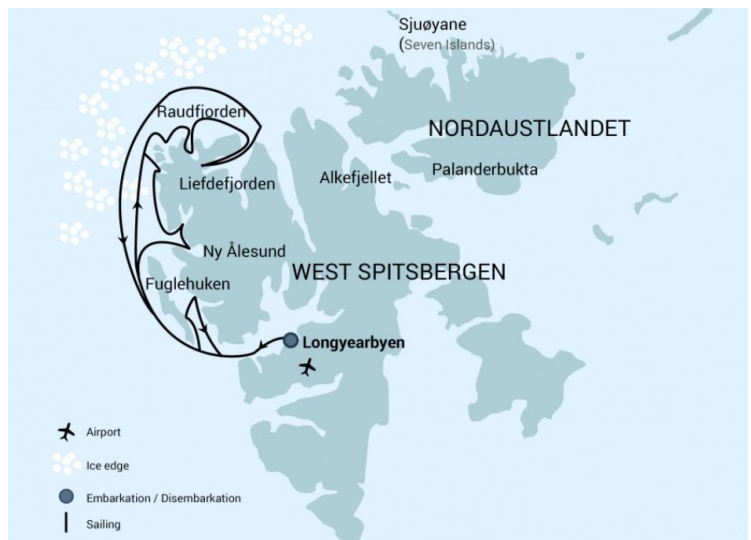 Sjuøyane
(Seven Islands)
Raudfjorden
NORDAUSTLANDET
Palanderbukta
Alkefjellet
Liefdefjorden
Ny Ålesund
WEST SPITSBERGEN
Fuglehuken
Longyearbyen
Airport
Ice edge
Embarkation / Disembarkation
Sailing